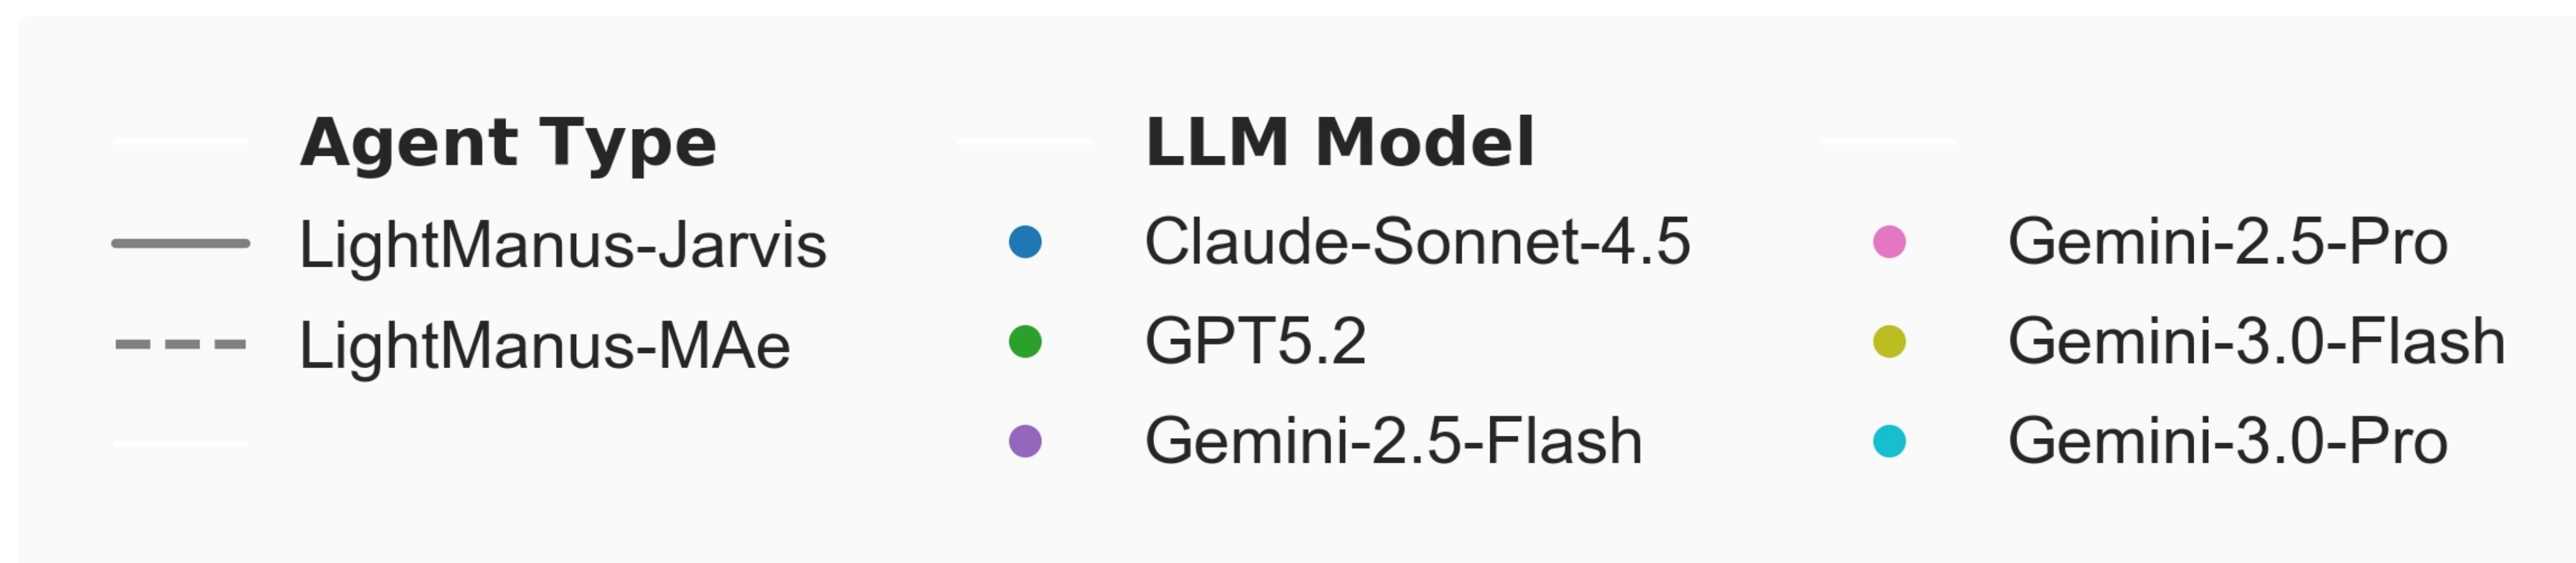 Agent Type
LightManus-Jarvis
LightManus-MAe
LLM Model
Claude-Sonnet-4.5
GPT5.2
Gemini-2.5-Flash
Gemini-2.5-Pro
Gemini-3.0-Flash
Gemini-3.0-Pro